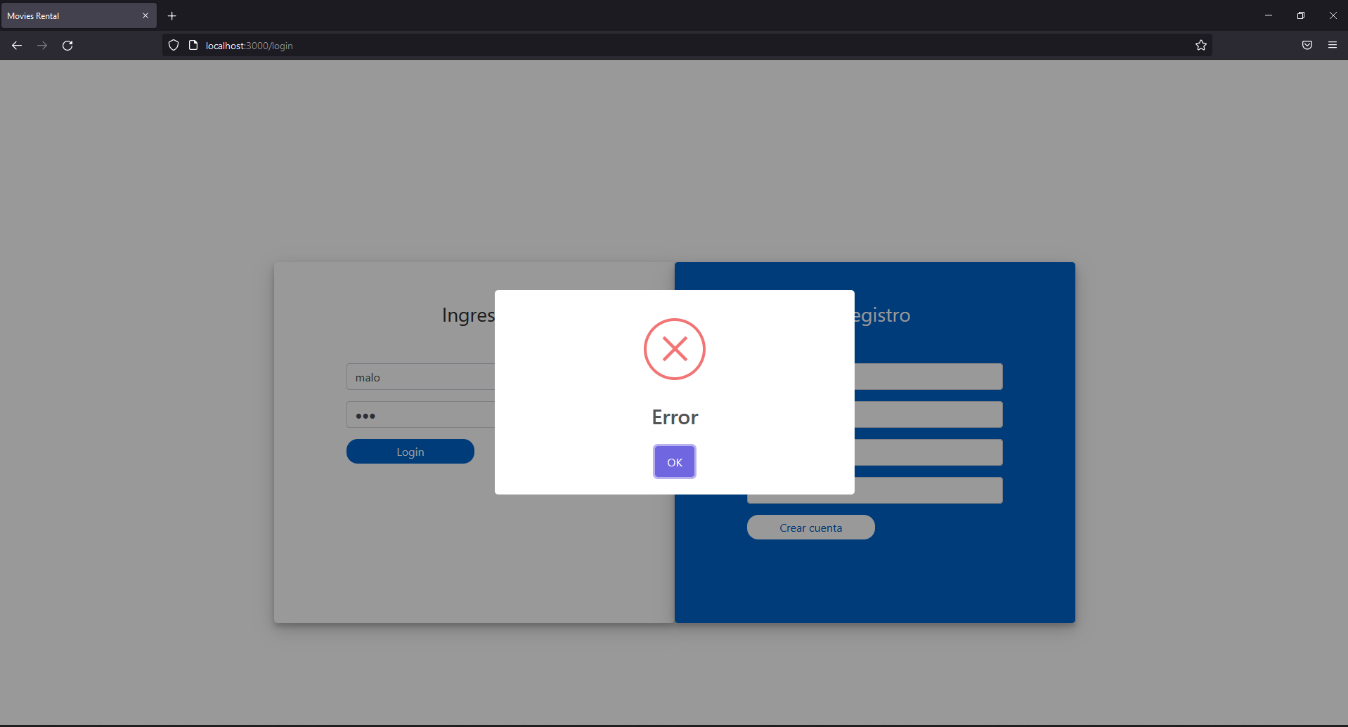 Movies Rental
localhost:3000/login
Ingres
egistro
malo
Error
Login
OK
Crear cuenta